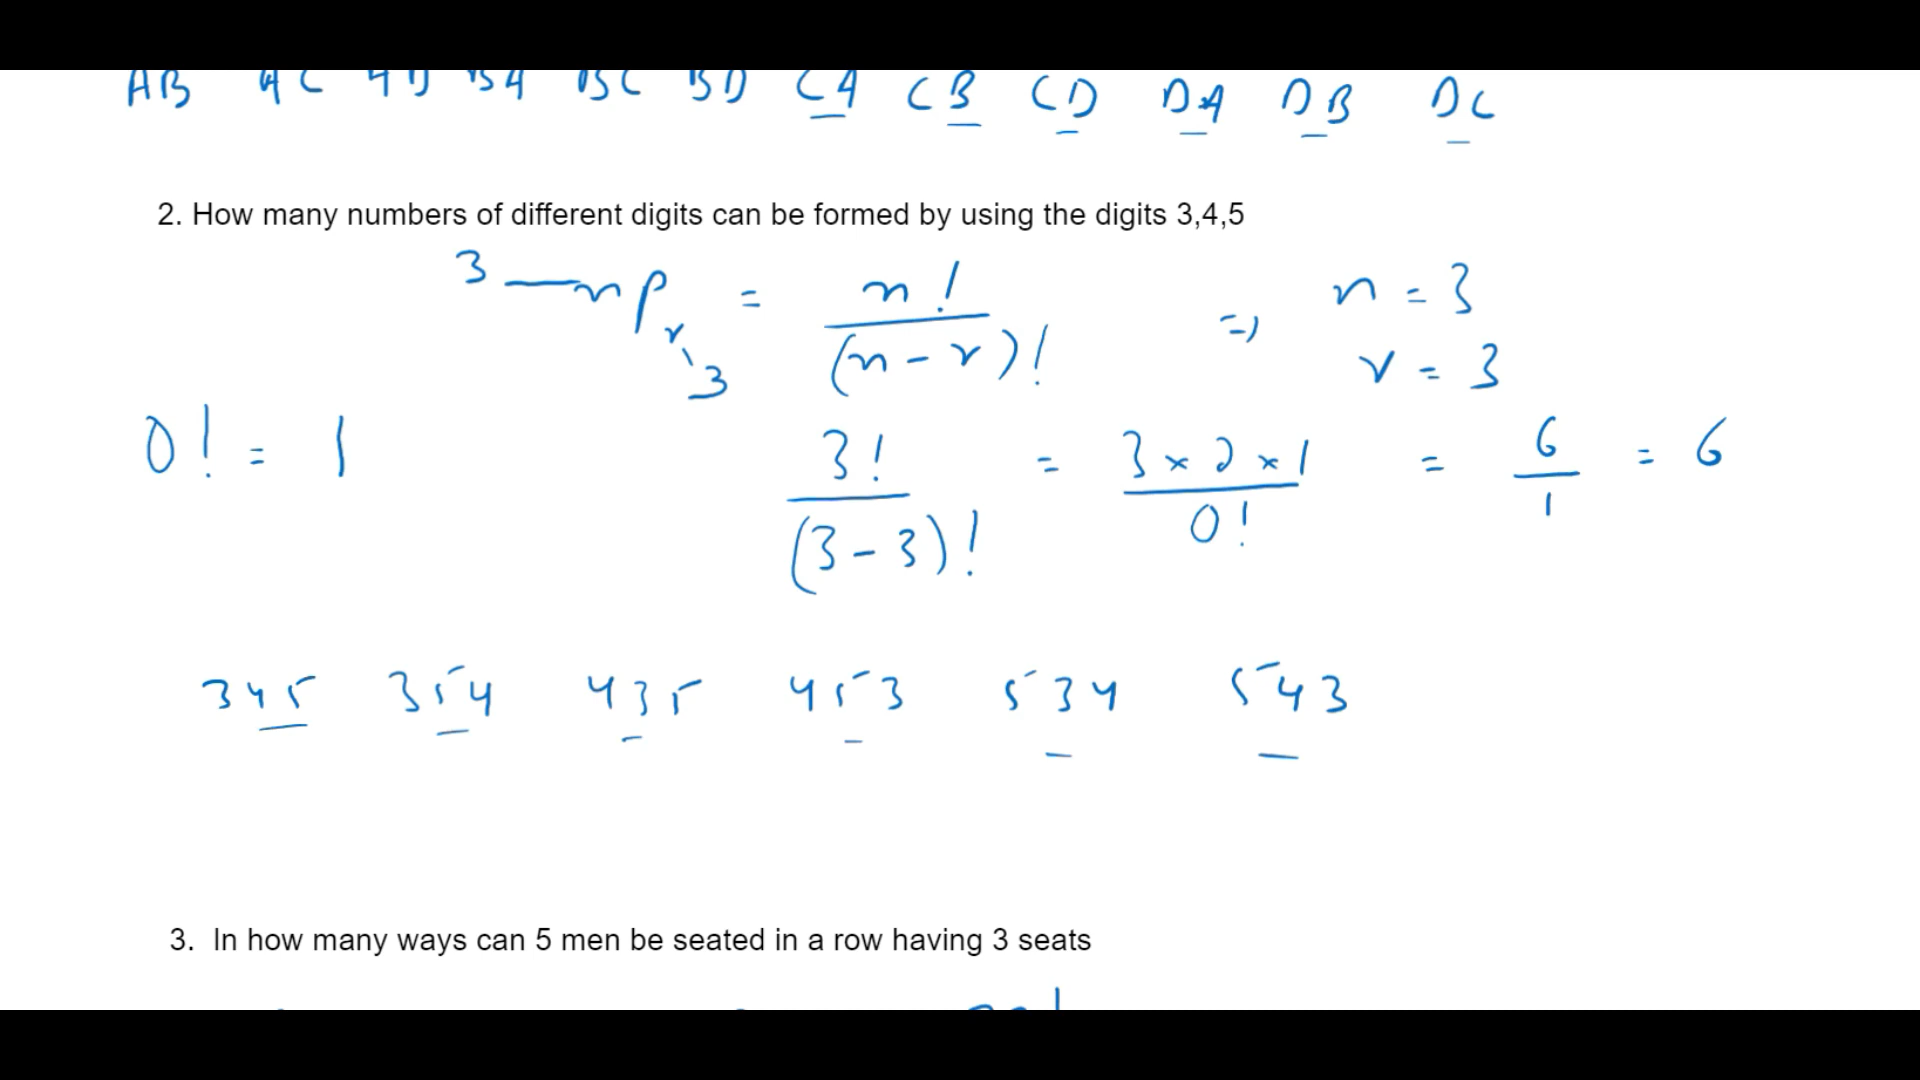 AB AC AD BA BC BD CA CB CD DA DB DC
2. How many numbers of different digits can be formed by using the digits 3,4,5
3 — nPr 3 = n! / (n - r)! => n = 3
r = 3
0! = 1
3! / (3 - 3)! = 3 x 2 x 1 / 0! = 6 / 1 = 6
345 354 435 453 534 543
3. In how many ways can 5 men be seated in a row having 3 seats